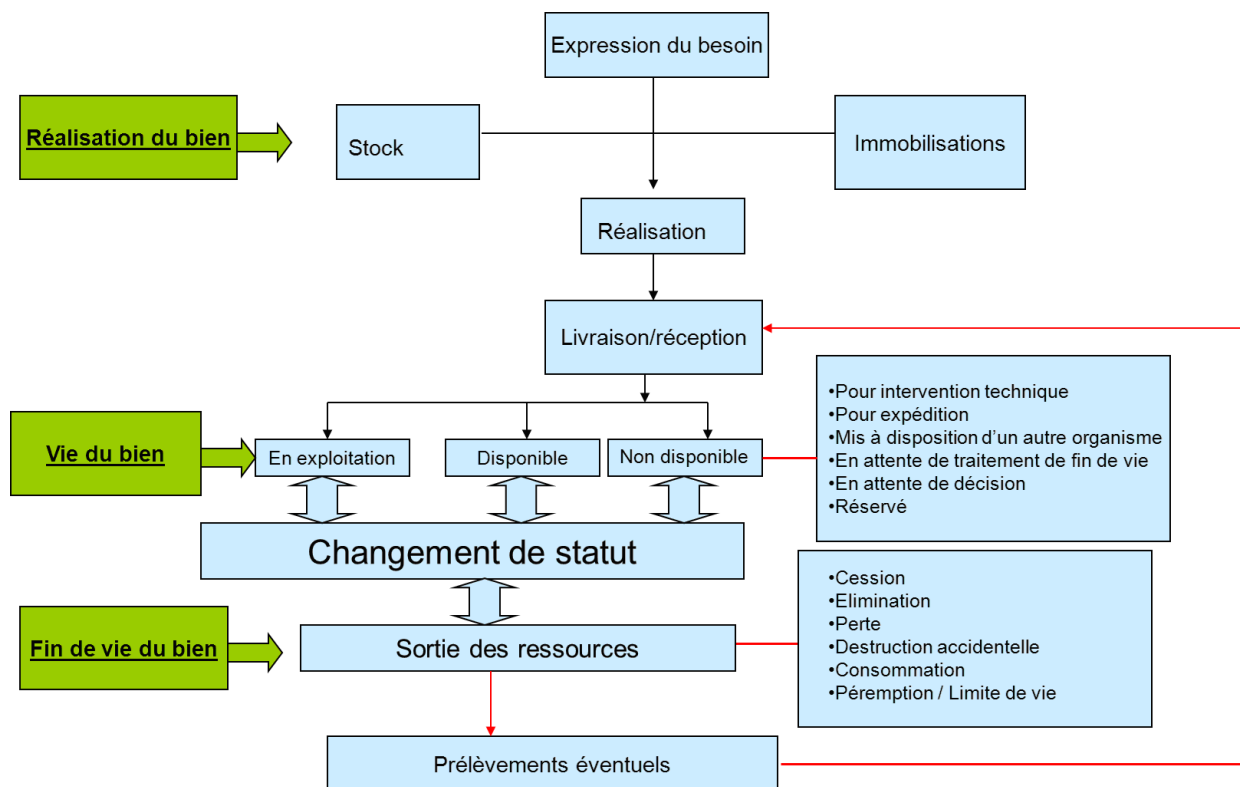 Expression du besoin
Réalisation du bien
Stock
Immobilisations
Réalisation
Livraison/réception
•Pour intervention technique
•Pour expédition
•Mis à disposition d'un autre organisme
•En attente de traitement de fin de vie
•En attente de décision
•Réservé
Vie du bien
En exploitation
Disponible
Non disponible
Changement de statut
•Cession
•Elimination
•Perte
•Destruction accidentelle
•Consommation
•Péremption / Limite de vie
Fin de vie du bien
Sortie des ressources
Prélèvements éventuels